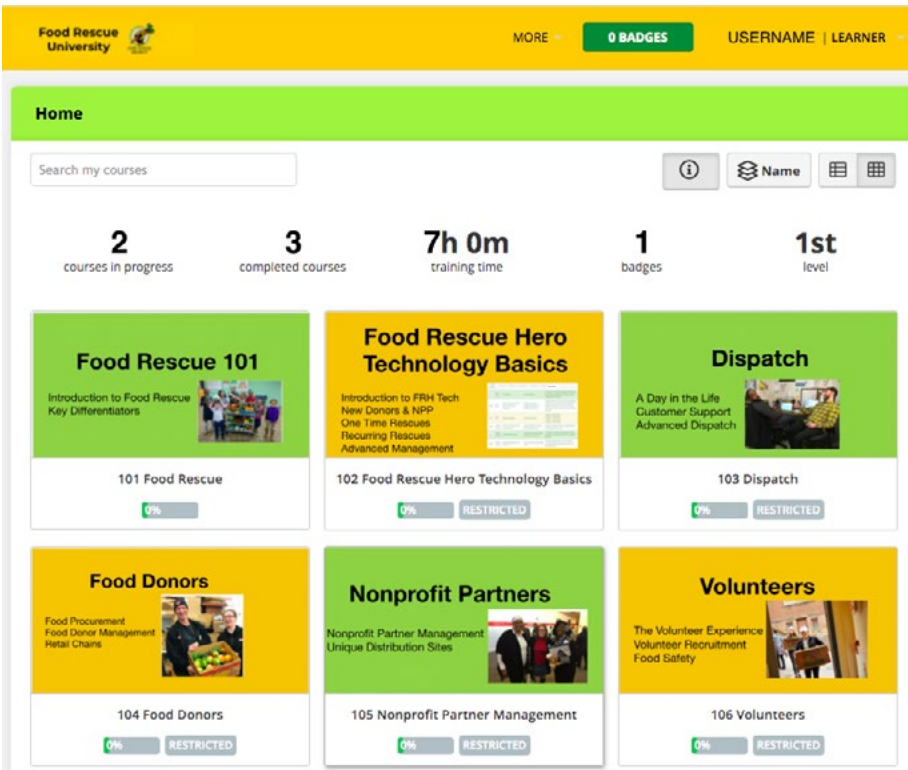 Food Rescue
University
MORE
0 BADGES
USERNAME | LEARNER
Home
Search my courses
Name
2
courses in progress
3
completed courses
7h 0m
training time
1
badges
1st
level
Food Rescue 101
Introduction to Food Rescue
Key Differentiators
101 Food Rescue
0%
Food Rescue Hero
Technology Basics
Introduction to FRH Tech
New Donors & NPP
One Time Rescues
Recurring Rescues
Advanced Management
102 Food Rescue Hero Technology Basics
0% RESTRICTED
Dispatch
A Day in the Life
Customer Support
Advanced Dispatch
103 Dispatch
0% RESTRICTED
Food Donors
Food Procurement
Food Donor Management
Retail Chains
104 Food Donors
0% RESTRICTED
Nonprofit Partners
Nonprofit Partner Management
Unique Distribution Sites
105 Nonprofit Partner Management
0% RESTRICTED
Volunteers
The Volunteer Experience
Volunteer Recruitment
Food Safety
106 Volunteers
0% RESTRICTED